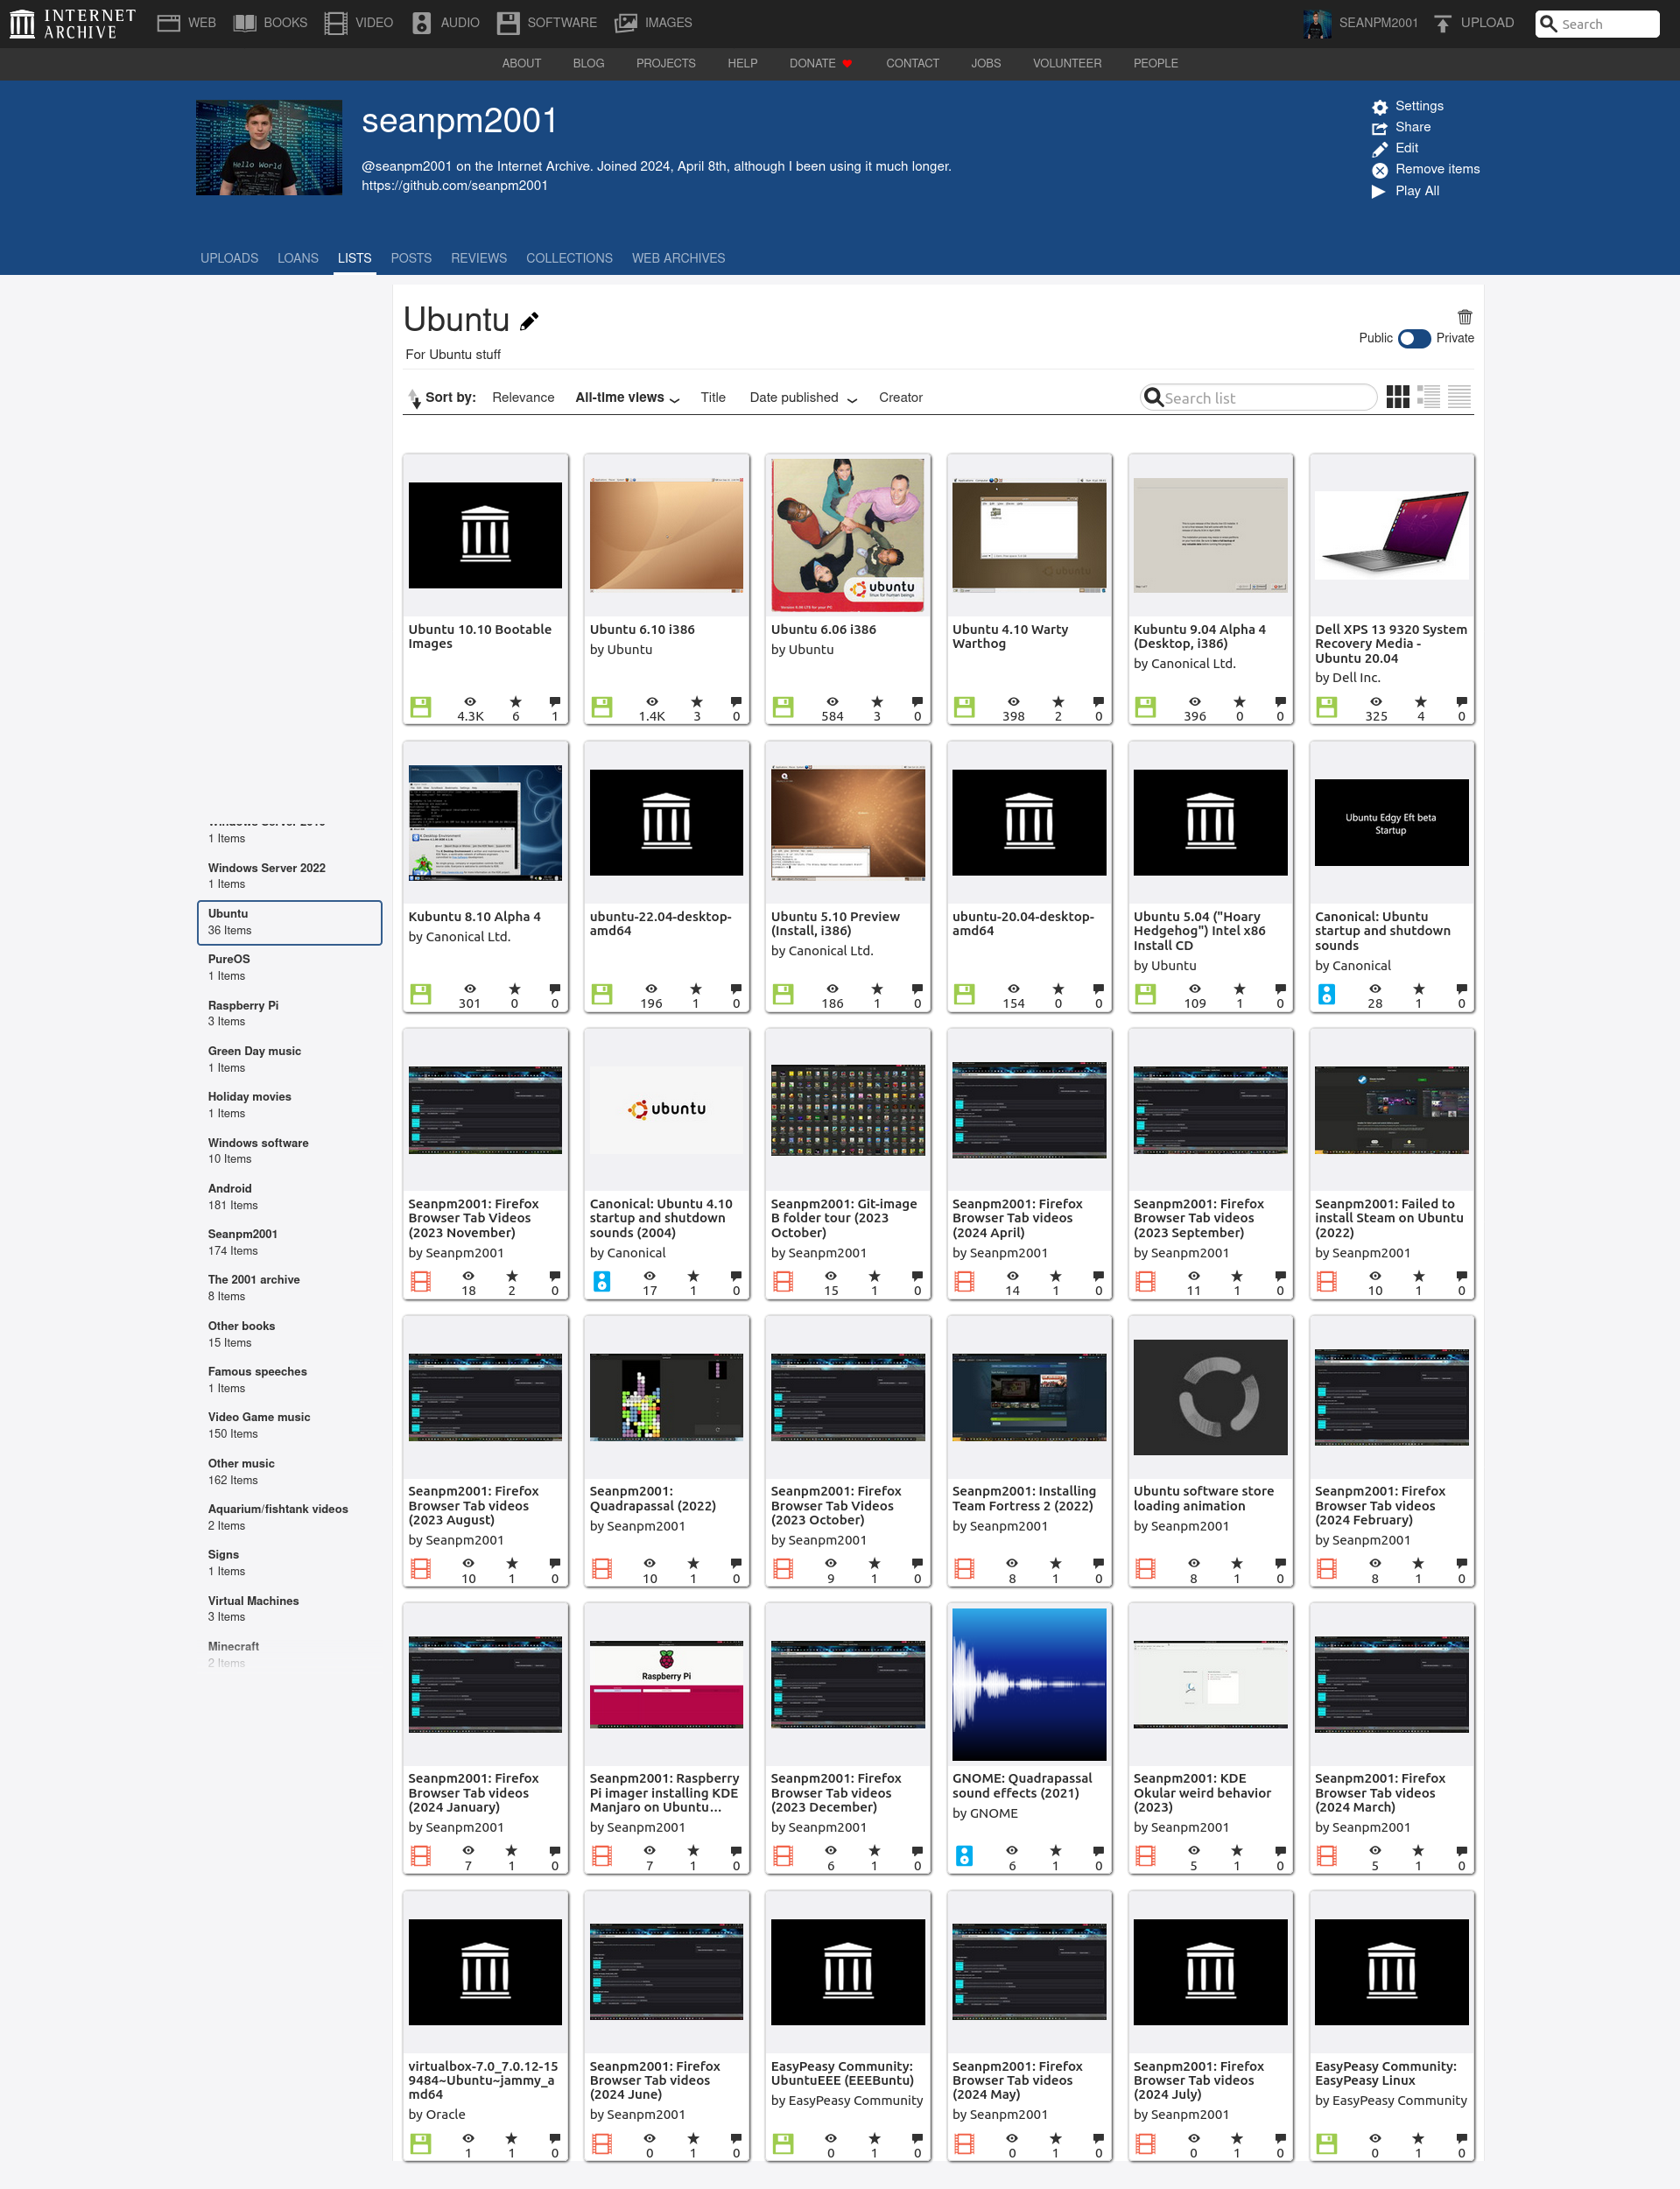 INTERNET ARCHIVE WEB BOOKS VIDEO AUDIO SOFTWARE IMAGES SEANPM2001 UPLOAD Search
ABOUT BLOG PROJECTS HELP DONATE CONTACT JOBS VOLUNTEER PEOPLE
seanpm2001
Hello World
@seanpm2001 on the Internet Archive. Joined 2024, April 8th, although I been using it much longer.
https://github.com/seanpm2001
Settings
Share
Edit
Remove items
Play All
UPLOADS LOANS LISTS POSTS REVIEWS COLLECTIONS WEB ARCHIVES
Ubuntu
For Ubuntu stuff
Public Private
Sort by: Relevance All-time views Title Date published Creator Search list
1 Items
Windows Server 2022
1 Items
Ubuntu
36 Items
PureOS
1 Items
Raspberry Pi
3 Items
Green Day music
1 Items
Holiday movies
1 Items
Windows software
10 Items
Android
181 Items
Seanpm2001
174 Items
The 2001 archive
8 Items
Other books
15 Items
Famous speeches
1 Items
Video Game music
150 Items
Other music
162 Items
Aquarium/fishtank videos
2 Items
Signs
1 Items
Virtual Machines
3 Items
Minecraft
2 Items
Ubuntu 10.10 Bootable
Images
4.3K 6 1
Ubuntu 6.10 i386
by Ubuntu
1.4K 3 0
ubuntu
linux for human beings
Ubuntu 6.06 i386
by Ubuntu
584 3 0
Ubuntu 4.10 Warty
Warthog
398 2 0
Kubuntu 9.04 Alpha 4
(Desktop, i386)
by Canonical Ltd.
396 0 0
Dell XPS 13 9320 System
Recovery Media -
Ubuntu 20.04
by Dell Inc.
325 4 0
Kubuntu 8.10 Alpha 4
by Canonical Ltd.
301 0 0
ubuntu-22.04-desktop-
amd64
196 1 0
Ubuntu 5.10 Preview
(Install, i386)
by Canonical Ltd.
186 1 0
ubuntu-20.04-desktop-
amd64
154 0 0
Ubuntu 5.04 ("Hoary
Hedgehog") Intel x86
Install CD
by Ubuntu
109 1 0
Ubuntu Edgy Eft beta
Startup
Canonical: Ubuntu
startup and shutdown
sounds
by Canonical
28 1 0
Seanpm2001: Firefox
Browser Tab Videos
(2023 November)
by Seanpm2001
18 2 0
ubuntu
Canonical: Ubuntu 4.10
startup and shutdown
sounds (2004)
by Canonical
17 1 0
Seanpm2001: Git-image
B folder tour (2023
October)
by Seanpm2001
15 1 0
Seanpm2001: Firefox
Browser Tab videos
(2024 April)
by Seanpm2001
14 1 0
Seanpm2001: Firefox
Browser Tab videos
(2023 September)
by Seanpm2001
11 1 0
Seanpm2001: Failed to
install Steam on Ubuntu
(2022)
by Seanpm2001
10 1 0
Seanpm2001: Firefox
Browser Tab videos
(2023 August)
by Seanpm2001
10 1 0
Seanpm2001:
Quadrapassal (2022)
by Seanpm2001
10 1 0
Seanpm2001: Firefox
Browser Tab Videos
(2023 October)
by Seanpm2001
9 1 0
Seanpm2001: Installing
Team Fortress 2 (2022)
by Seanpm2001
8 1 0
Ubuntu software store
loading animation
by Seanpm2001
8 1 0
Seanpm2001: Firefox
Browser Tab videos
(2024 February)
by Seanpm2001
8 1 0
Seanpm2001: Firefox
Browser Tab videos
(2024 January)
by Seanpm2001
7 1 0
Raspberry Pi
Seanpm2001: Raspberry
Pi imager installing KDE
Manjaro on Ubuntu...
by Seanpm2001
7 1 0
Seanpm2001: Firefox
Browser Tab videos
(2023 December)
by Seanpm2001
6 1 0
GNOME: Quadrapassal
sound effects (2021)
by GNOME
6 1 0
Seanpm2001: KDE
Okular weird behavior
(2023)
by Seanpm2001
5 1 0
Seanpm2001: Firefox
Browser Tab videos
(2024 March)
by Seanpm2001
5 1 0
virtualbox-7.0_7.0.12-15
9484~Ubuntu~jammy_a
md64
by Oracle
1 1 0
Seanpm2001: Firefox
Browser Tab videos
(2024 June)
by Seanpm2001
0 1 0
EasyPeasy Community:
UbuntuEEE (EEEBuntu)
by EasyPeasy Community
0 1 0
Seanpm2001: Firefox
Browser Tab videos
(2024 May)
by Seanpm2001
0 1 0
Seanpm2001: Firefox
Browser Tab videos
(2024 July)
by Seanpm2001
0 1 0
EasyPeasy Community:
EasyPeasy Linux
by EasyPeasy Community
0 1 0